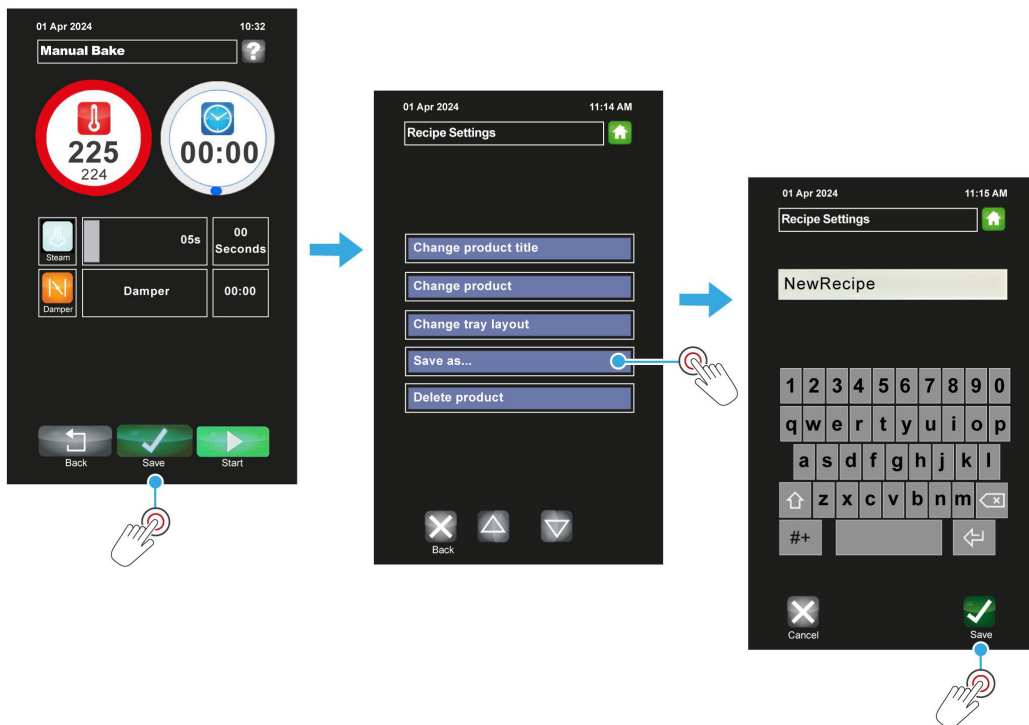 01 Apr 2024 10:32
Manual Bake ?
225 00:00
224
05s 00 Seconds
Steam
Damper 00:00
Damper
Back Save Start
01 Apr 2024 11:14 AM
Recipe Settings
Change product title
Change product
Change tray layout
Save as...
Delete product
Back
01 Apr 2024 11:15 AM
Recipe Settings
NewRecipe
1 2 3 4 5 6 7 8 9 0
q w e r t y u i o p
a s d f g h j k l
z x c v b n m
#+
Cancel Save